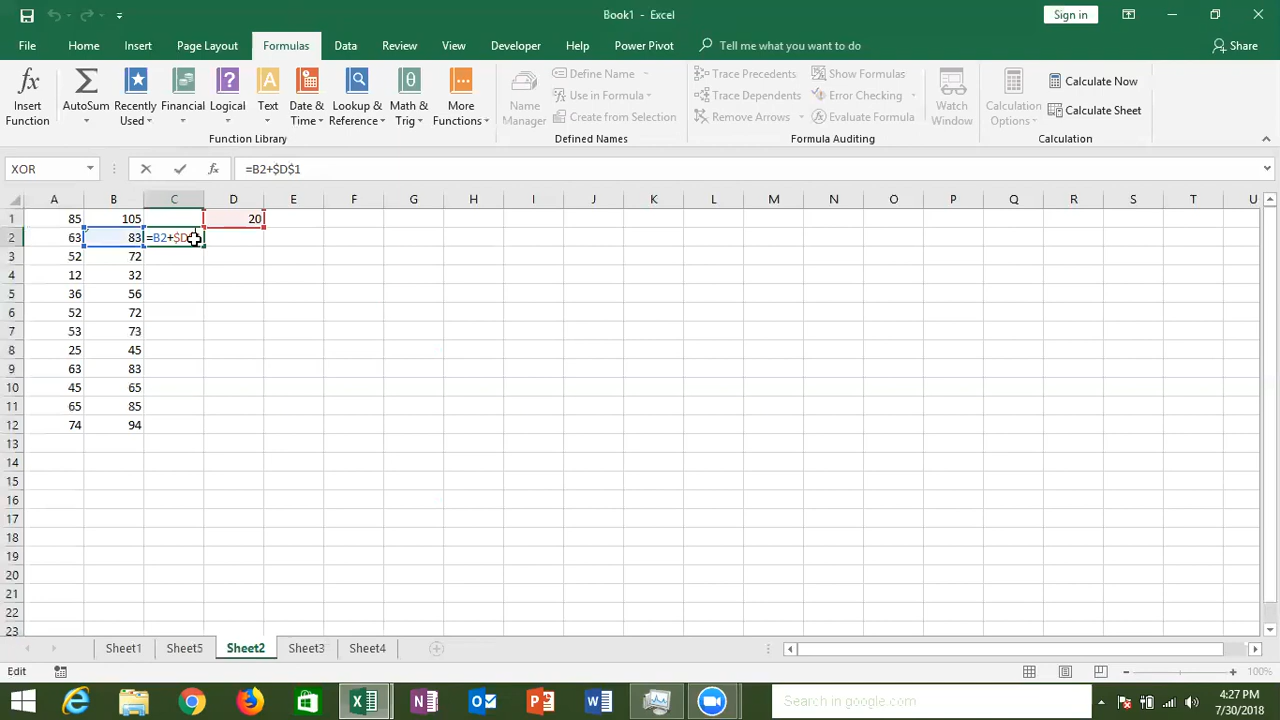 Book1 - Excel
Sign in
File Home Insert Page Layout Formulas Data Review View Developer Help Power Pivot Tell me what you want to do Share
Insert Function
AutoSum
Recently Used
Financial
Logical
Text
Date & Time
Lookup & Reference
Math & Trig
More Functions
Function Library
Name Manager
Define Name
Use in Formula
Create from Selection
Defined Names
Trace Precedents
Trace Dependents
Remove Arrows
Show Formulas
Error Checking
Evaluate Formula
Formula Auditing
Watch Window
Calculation Options
Calculate Now
Calculate Sheet
Calculation
XOR fx =B2+$D$1
A B C D E F G H I J K L M N O P Q R S T U
1 85 105 20
2 63 83 =B2+$D
3 52 72
4 12 32
5 36 56
6 52 72
7 53 73
8 25 45
9 63 83
10 45 65
11 65 85
12 74 94
13
14
15
16
17
18
19
20
21
22
23
Sheet1 Sheet5 Sheet2 Sheet3 Sheet4
Edit 100%
Search in google.com
4:27 PM
7/30/2018